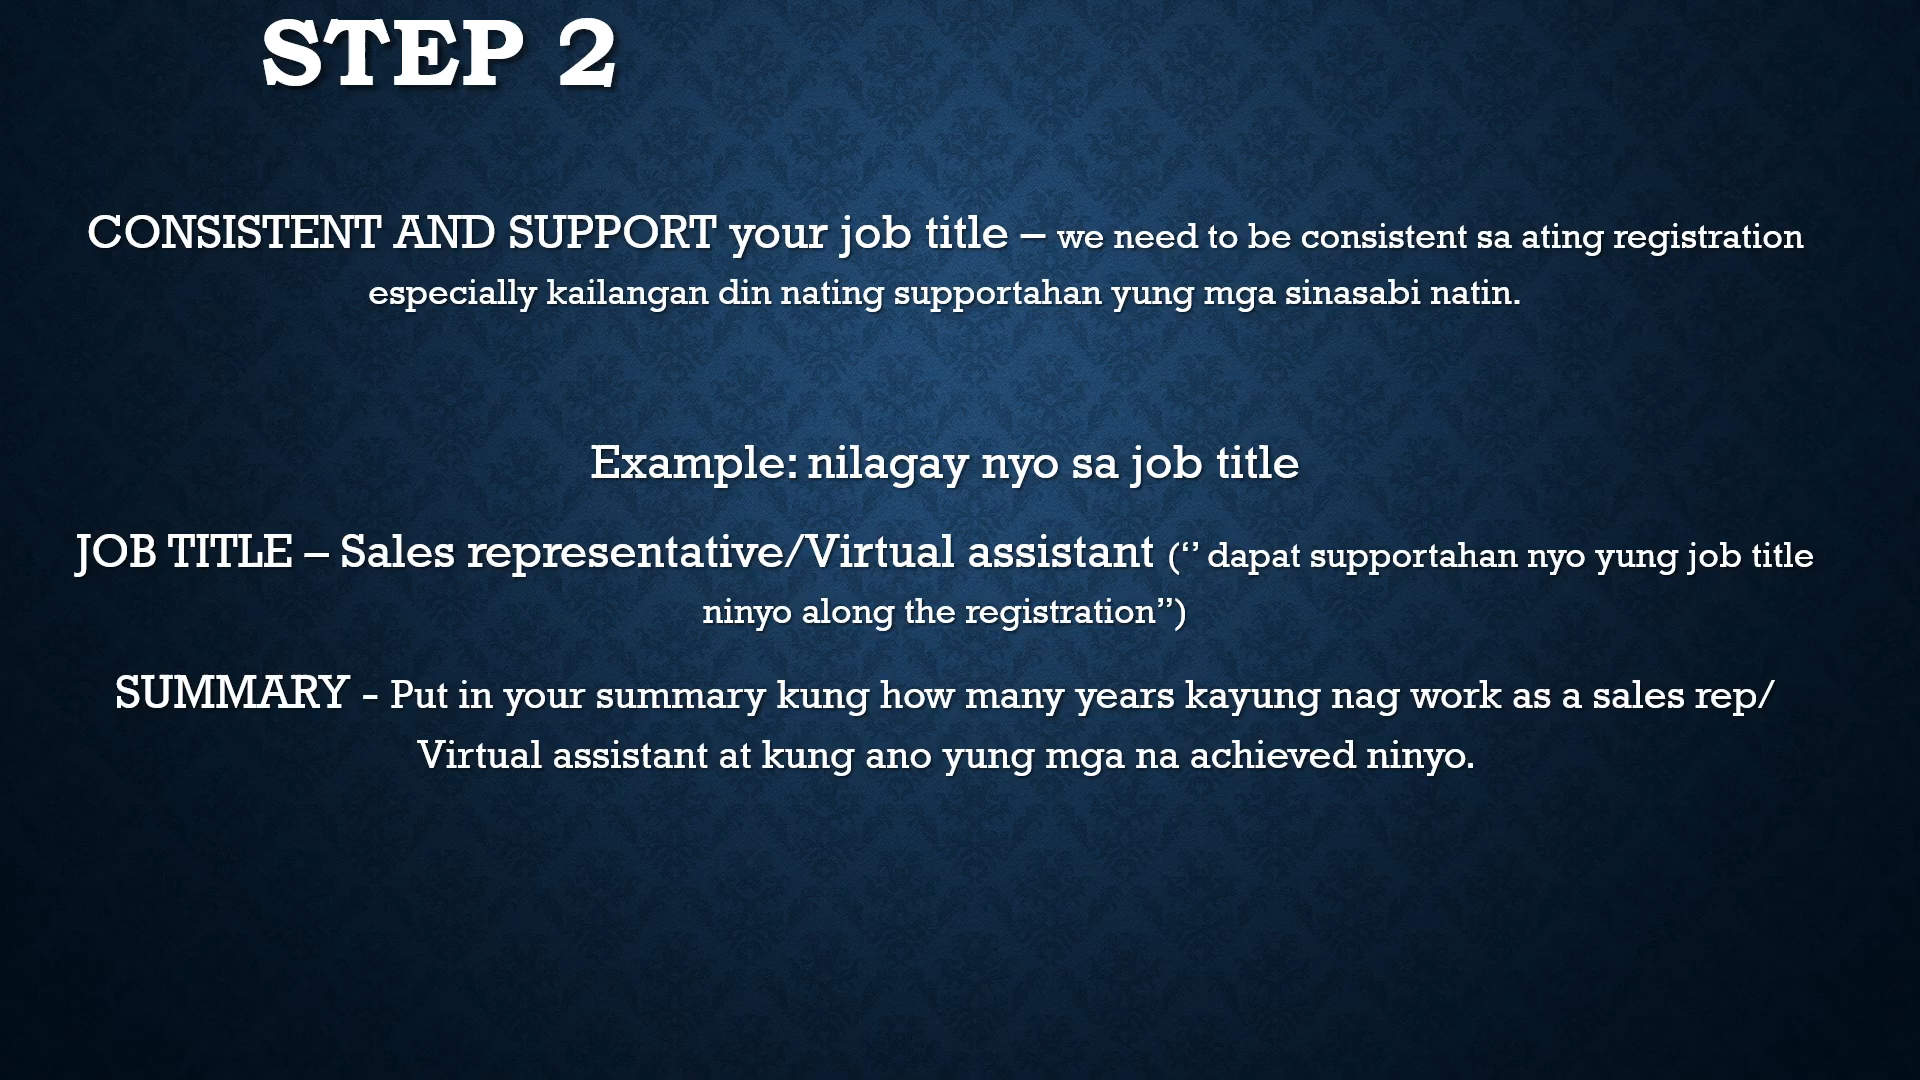 STEP 2
CONSISTENT AND SUPPORT your job title – we need to be consistent sa ating registration
especially kailangan din nating supportahan yung mga sinasabi natin.
Example: nilagay nyo sa job title
JOB TITLE – Sales representative/Virtual assistant (‘’ dapat supportahan nyo yung job title
ninyo along the registration’’)
SUMMARY - Put in your summary kung how many years kayung nag work as a sales rep/
Virtual assistant at kung ano yung mga na achieved ninyo.